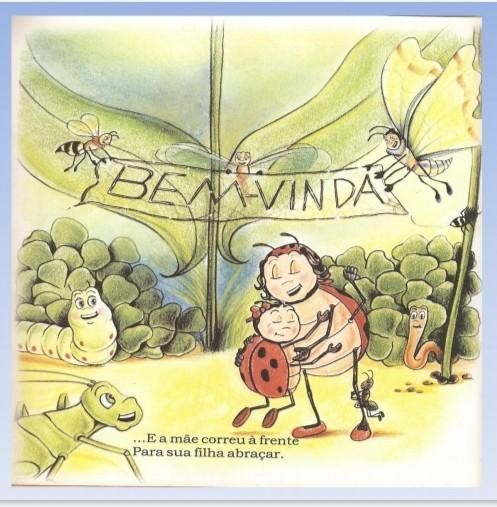 BEM-VINDA
...E a mãe correu à frente
Para sua filha abraçar.